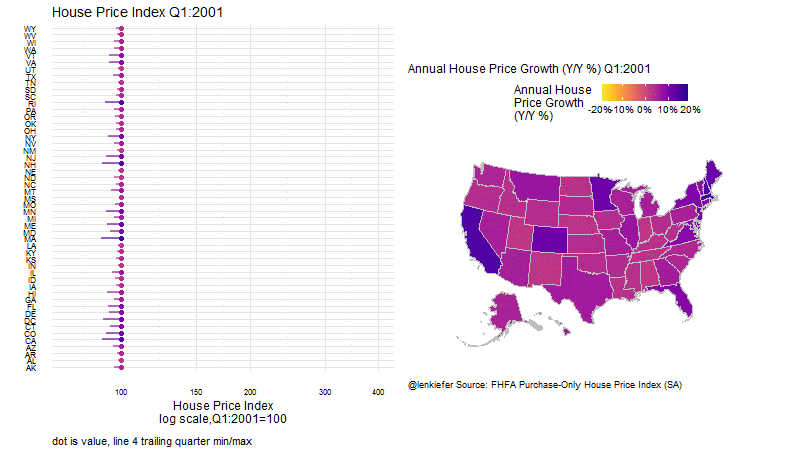 House Price Index Q1:2001
WY
WV
WI
WA
VT
VA
UT
TX
TN
SD
SC
RI
PA
OR
OK
OH
NY
NV
NM
NJ
NH
NE
ND
NC
MT
MS
MO
MN
MI
ME
MD
MA
LA
KY
KS
IN
IL
ID
IA
HI
GA
FL
DE
DC
CT
CO
CA
AZ
AR
AL
AK
100 150 200 300 400
House Price Index
log scale,Q1:2001=100
dot is value, line 4 trailing quarter min/max
Annual House Price Growth (Y/Y %) Q1:2001
Annual House
Price Growth
(Y/Y %)
-20% -10% 0% 10% 20%
@lenkiefer Source: FHFA Purchase-Only House Price Index (SA)